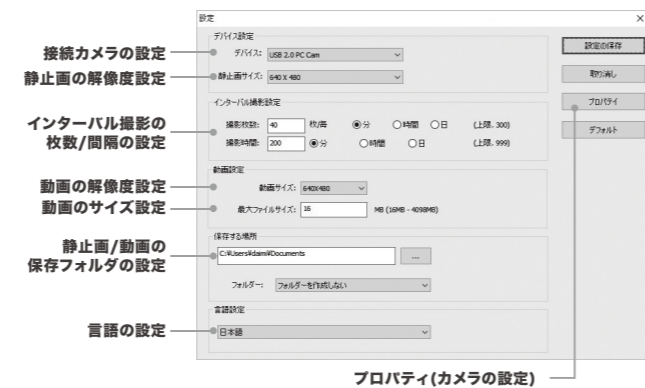 設定
デバイス設定
接続カメラの設定
デバイス: USB 2.0 PC Cam
設定の保存
静止画の解像度設定
静止画サイズ: 640 X 480
取り消し
インターバル撮影設定
プロパティ
インターバル撮影の
枚数/間隔の設定
撮影枚数: 40 枚/毎 分 時間 日 (上限. 300)
デフォルト
撮影時間: 200 分 時間 日 (上限. 999)
動画設定
動画の解像度設定
動画サイズ: 640X480
動画のサイズ設定
最大ファイルサイズ: 16 MB (16MB - 4098MB)
保存する場所
静止画/動画の
保存フォルダの設定
C:¥Users¥daimi¥Documents ...
フォルダー: フォルダーを作成しない
言語設定
言語の設定
日本語
プロパティ(カメラの設定)